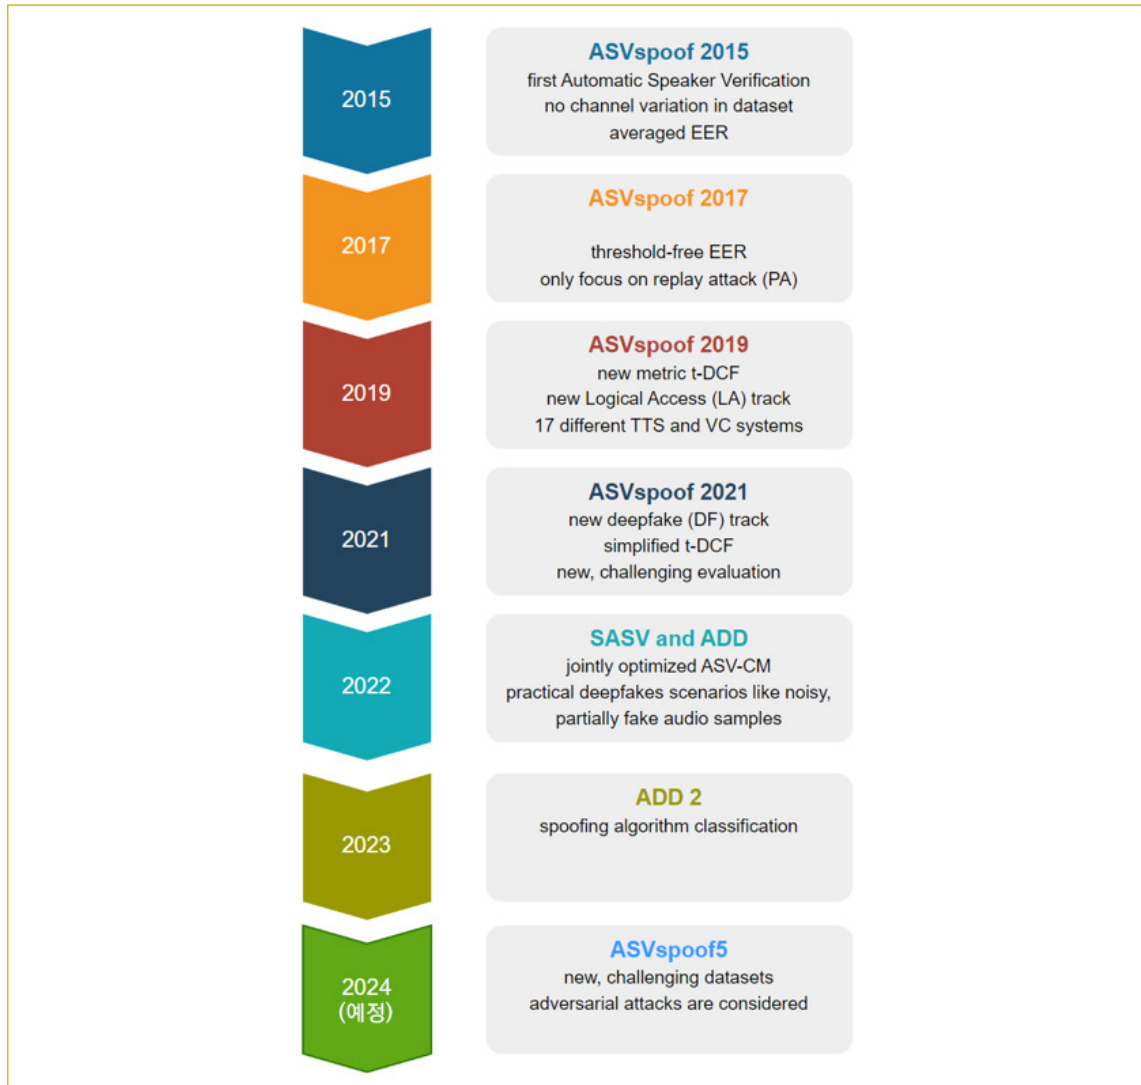 2015
ASVspoof 2015
first Automatic Speaker Verification
no channel variation in dataset
averaged EER
2017
ASVspoof 2017
threshold-free EER
only focus on replay attack (PA)
2019
ASVspoof 2019
new metric t-DCF
new Logical Access (LA) track
17 different TTS and VC systems
2021
ASVspoof 2021
new deepfake (DF) track
simplified t-DCF
new, challenging evaluation
2022
SASV and ADD
jointly optimized ASV-CM
practical deepfakes scenarios like noisy,
partially fake audio samples
2023
ADD 2
spoofing algorithm classification
2024
(예정)
ASVspoof5
new, challenging datasets
adversarial attacks are considered